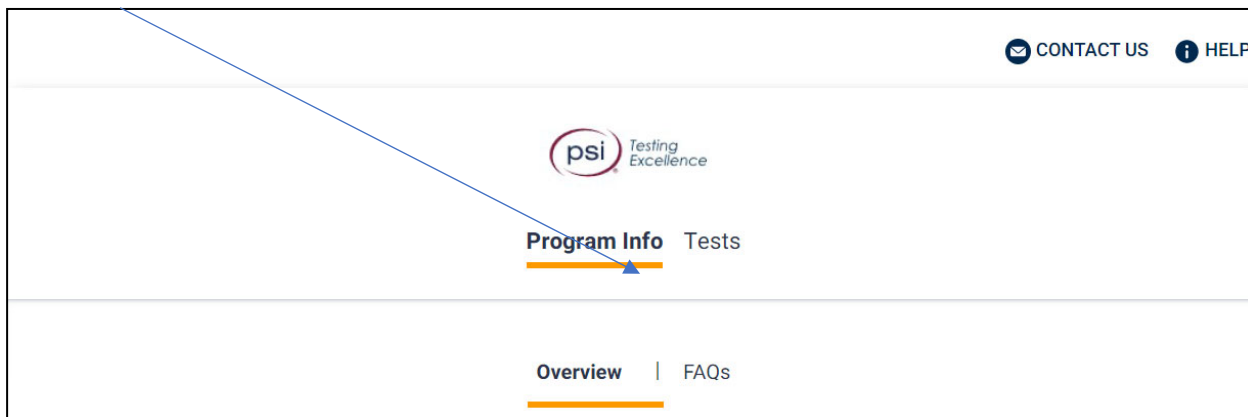 CONTACT US HELP
psi Testing
Excellence
Program Info Tests
Overview | FAQs